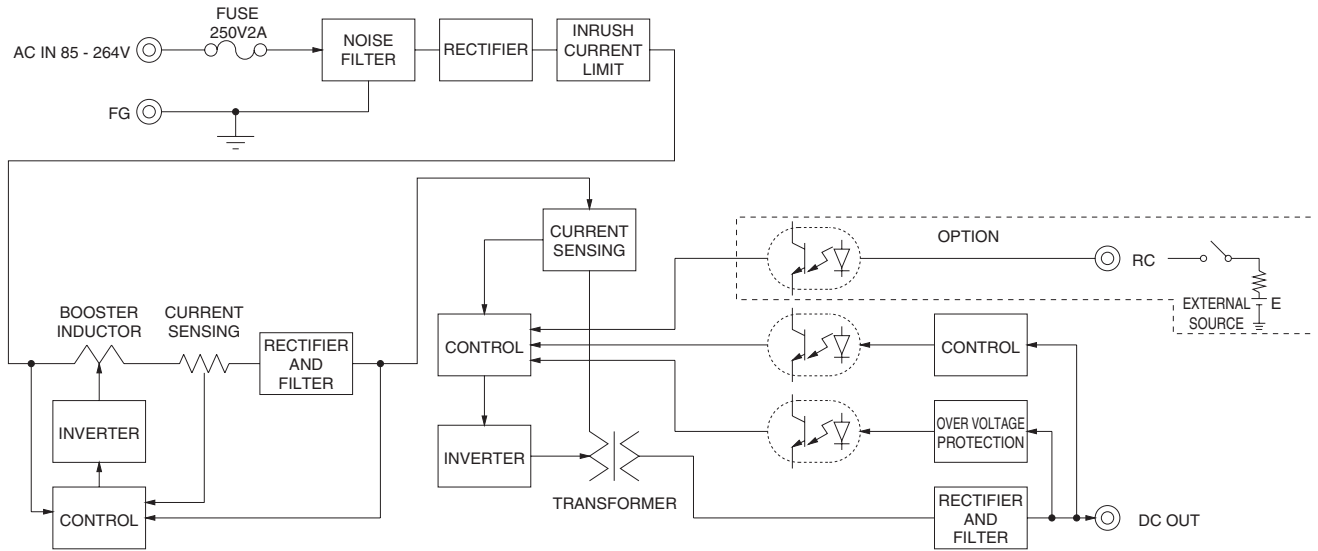 FUSE
250V2A
AC IN 85 - 264V
NOISE
FILTER
RECTIFIER
INRUSH
CURRENT
LIMIT
FG
CURRENT
SENSING
OPTION
RC
EXTERNAL
SOURCE
E
BOOSTER
INDUCTOR
CURRENT
SENSING
RECTIFIER
AND
FILTER
CONTROL
CONTROL
INVERTER
INVERTER
OVER VOLTAGE
PROTECTION
TRANSFORMER
CONTROL
RECTIFIER
AND
FILTER
DC OUT